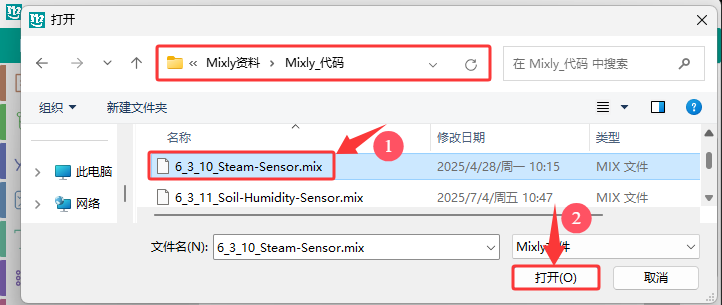 打开
« Mixly资料 › Mixly_代码
在 Mixly_代码 中搜索
组织 新建文件夹
名称 修改日期 类型
此电脑
6_3_10_Steam-Sensor.mix 2025/4/28/周一 10:15 MIX 文件
1
网络
6_3_11_Soil-Humidity-Sensor.mix 2025/7/4/周五 10:47 MIX 文件
2
文件名(N): 6_3_10_Steam-Sensor.mix Mixly文件
打开(O) 取消